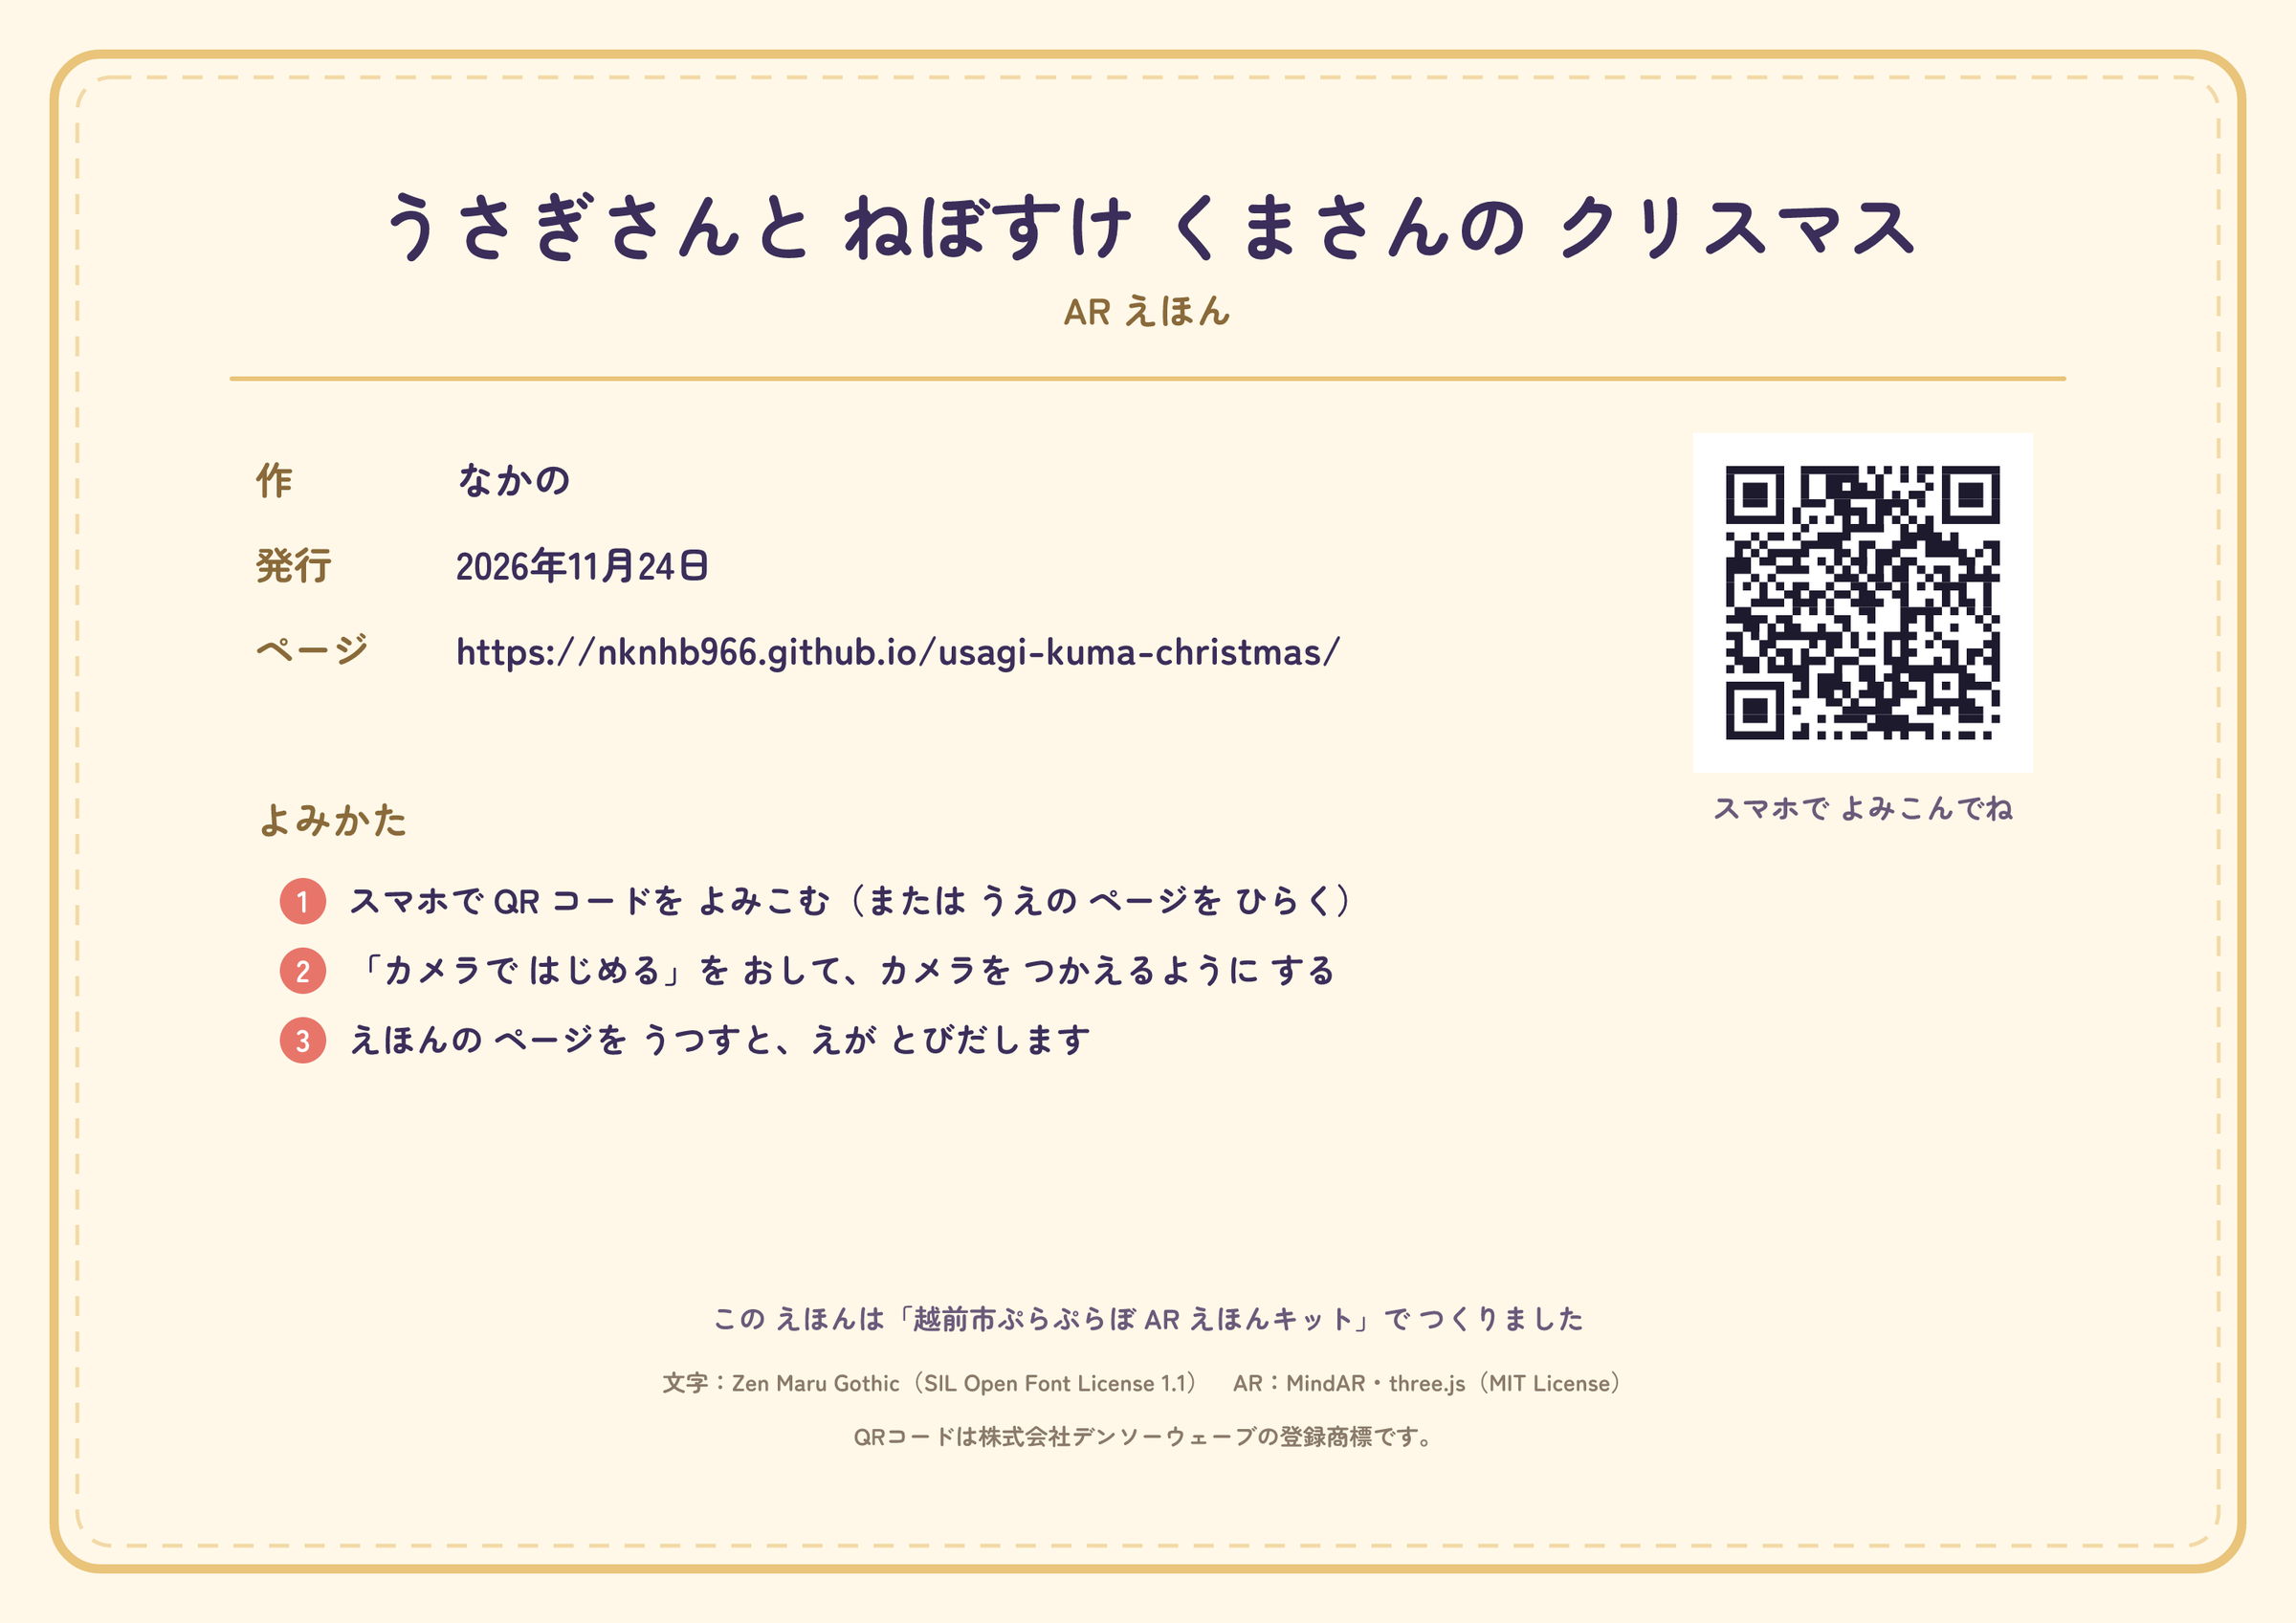 うさぎさんと ねぼすけ くまさんの クリスマス
AR えほん
作 なかの
発行 2026年11月24日
ページ https://nknhb966.github.io/usagi-kuma-christmas/
スマホで よみこんでね
よみかた
1 スマホで QR コードを よみこむ（または うえの ページを ひらく）
2 「カメラで はじめる」を おして、カメラを つかえるように する
3 えほんの ページを うつすと、えが とびだします
この えほんは「越前市ぷらぷらぼ AR えほんキット」で つくりました
文字：Zen Maru Gothic（SIL Open Font License 1.1） AR：MindAR・three.js（MIT License）
QRコードは株式会社デンソーウェーブの登録商標です。